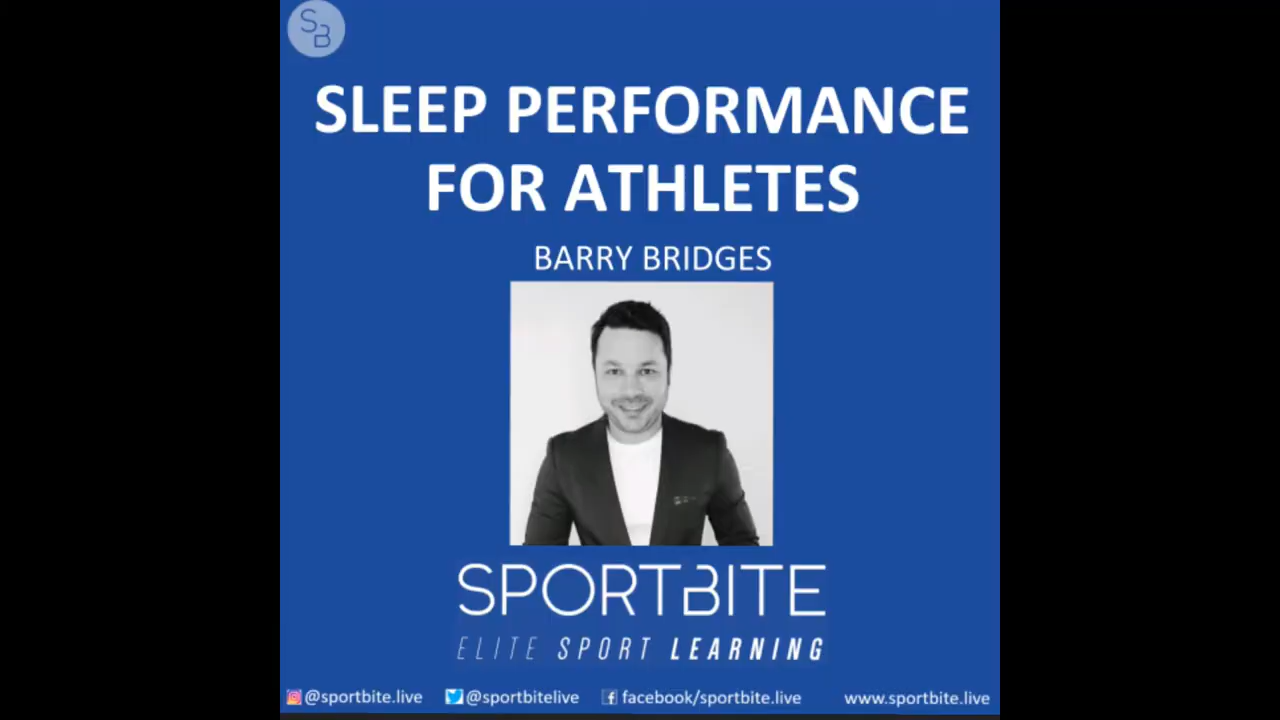 SB
SLEEP PERFORMANCE
FOR ATHLETES
BARRY BRIDGES
SPORTBITE
ELITE SPORT LEARNING
@sportbite.live @sportbitelive facebook/sportbite.live www.sportbite.live